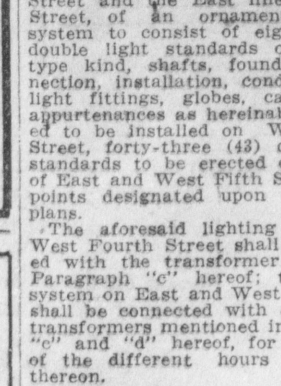 Street and the East line
Street, of an ornamen
system to consist of eig
double light standards
type kind, shafts, found
nection, installation, cond
light fittings, globes, ca
appurtenances as hereinaf
ed to be installed on W
Street, forty-three (43)
standards to be erected
of East and West Fifth S
points designated upon
plans.
The aforesaid lighting
West Fourth Street shall
ed with the transformer
Paragraph "c" hereof; t
system on East and West
shall be connected with
transformers mentioned in
"c" and "d" hereof, for
of the different hours
thereon.